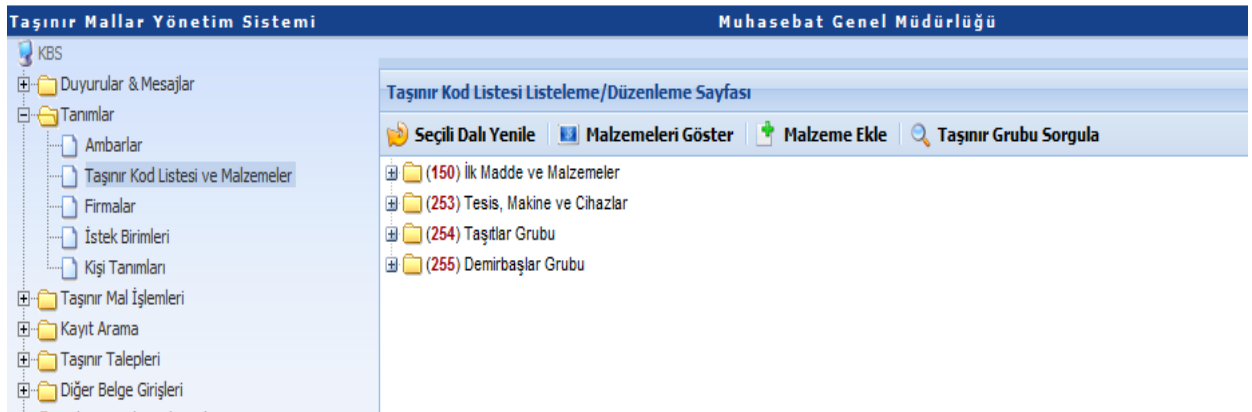 Taşınır Mallar Yönetim Sistemi
Muhasebat Genel Müdürlüğü
KBS
Duyurular & Mesajlar
Tanımlar
Ambarlar
Taşınır Kod Listesi ve Malzemeler
Firmalar
İstek Birimleri
Kişi Tanımları
Taşınır Mal İşlemleri
Kayıt Arama
Taşınır Talepleri
Diğer Belge Girişleri
Taşınır Kod Listesi Listeleme/Düzenleme Sayfası
Seçili Dalı Yenile Malzemeleri Göster Malzeme Ekle Taşınır Grubu Sorgula
(150) İlk Madde ve Malzemeler
(253) Tesis, Makine ve Cihazlar
(254) Taşıtlar Grubu
(255) Demirbaşlar Grubu